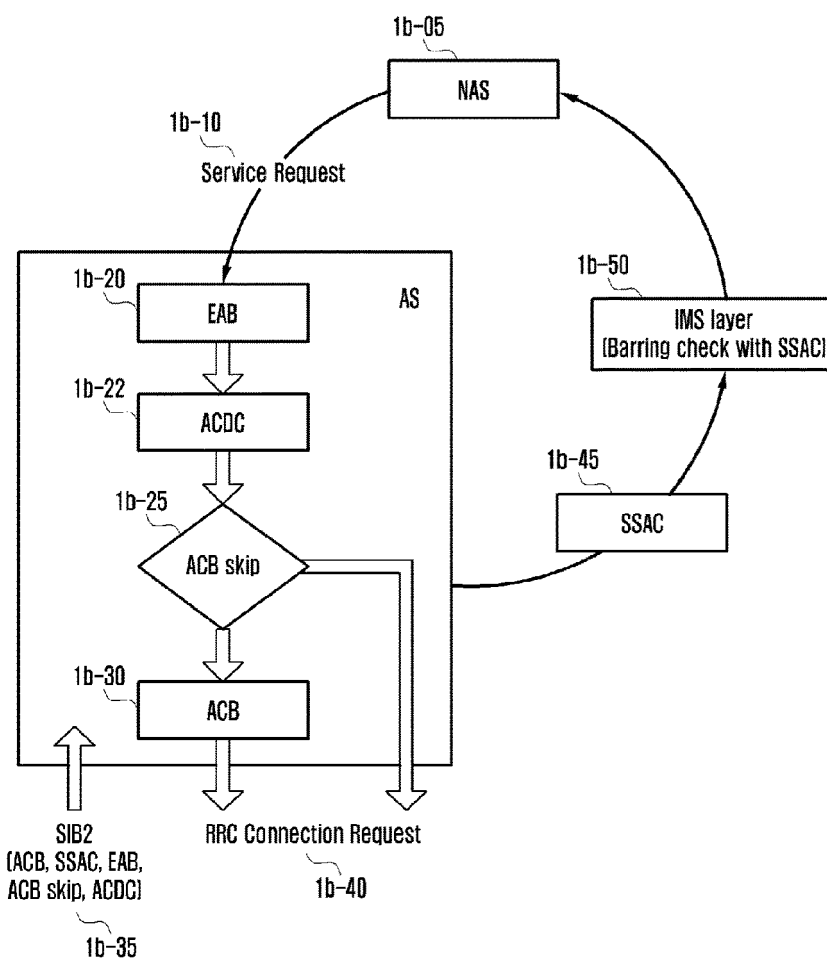 1b-05
NAS
1b-10
Service Request
1b-20
EAB
AS
1b-50
IMS layer
(Barring check with SSAC)
1b-22
ACDC
1b-45
SSAC
1b-25
ACB skip
1b-30
ACB
SIB2
(ACB, SSAC, EAB,
ACB skip, ACDC)
1b-35
RRC Connection Request
1b-40